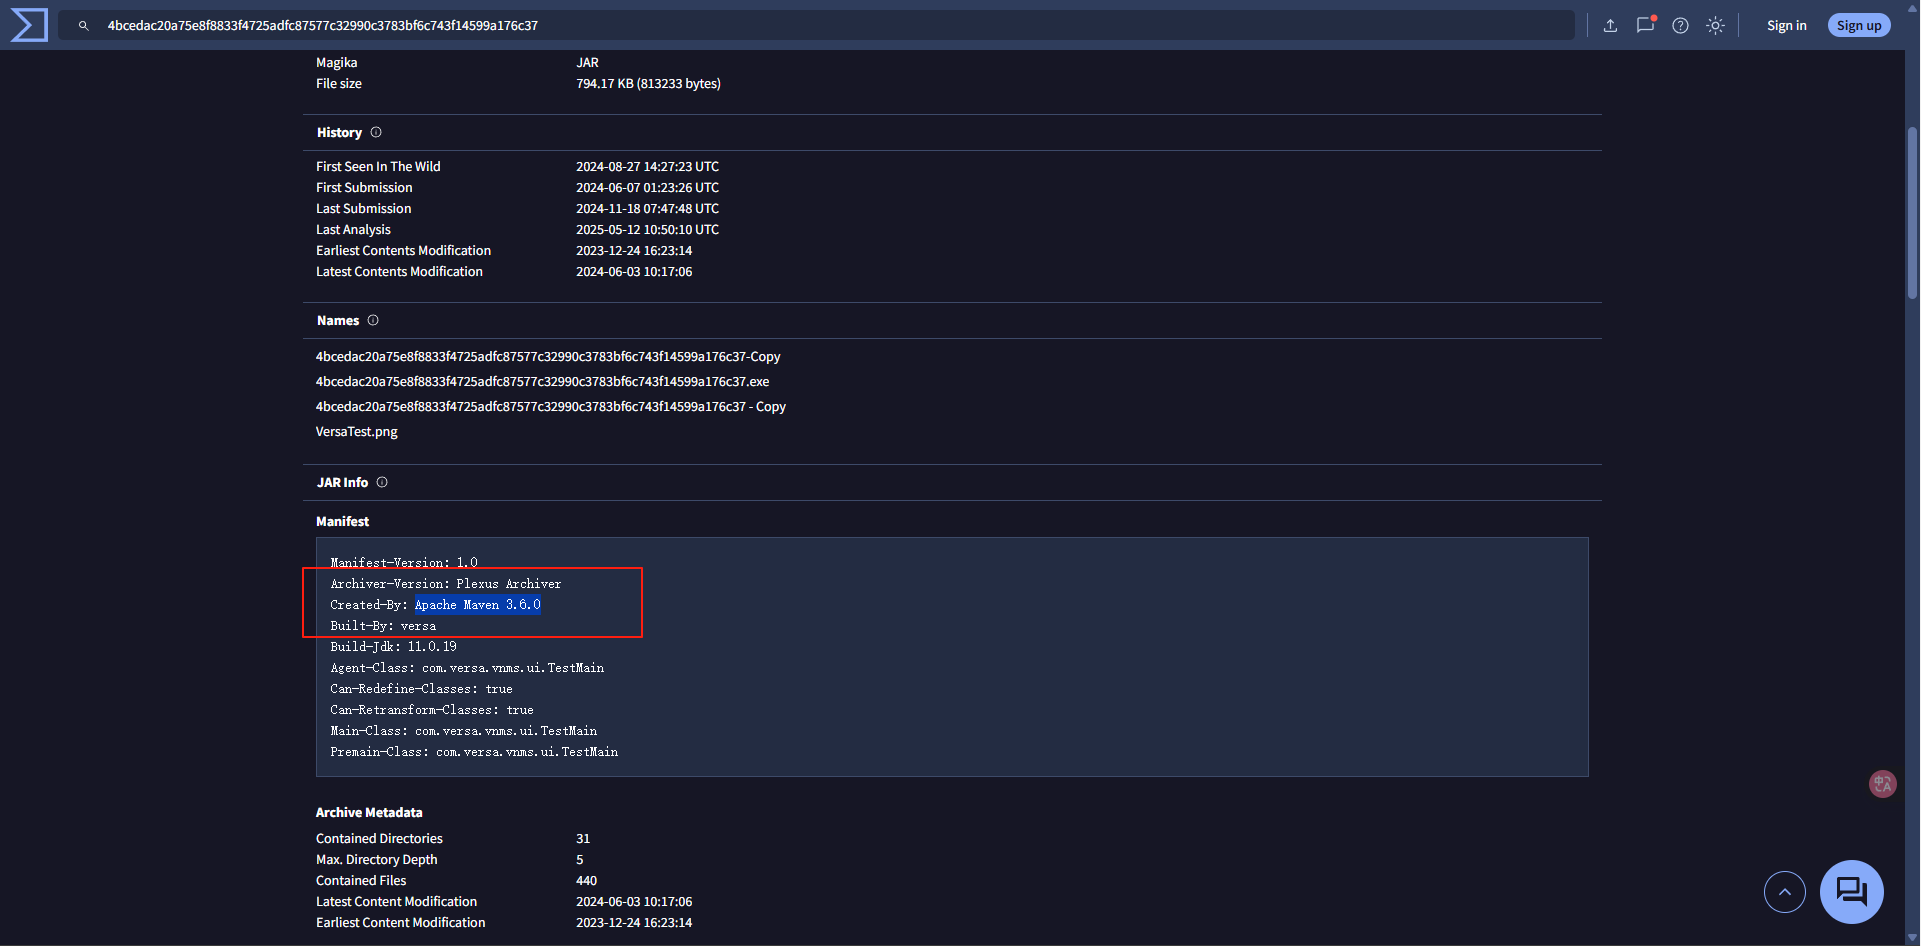 4bcedac20a75e8f8833f4725adfc87577c32990c3783bf6c743f14599a176c37
Sign in
Sign up
Magika JAR
File size 794.17 KB (813233 bytes)
History
First Seen In The Wild 2024-08-27 14:27:23 UTC
First Submission 2024-06-07 01:23:26 UTC
Last Submission 2024-11-18 07:47:48 UTC
Last Analysis 2025-05-12 10:50:10 UTC
Earliest Contents Modification 2023-12-24 16:23:14
Latest Contents Modification 2024-06-03 10:17:06
Names
4bcedac20a75e8f8833f4725adfc87577c32990c3783bf6c743f14599a176c37-Copy
4bcedac20a75e8f8833f4725adfc87577c32990c3783bf6c743f14599a176c37.exe
4bcedac20a75e8f8833f4725adfc87577c32990c3783bf6c743f14599a176c37 - Copy
VersaTest.png
JAR Info
Manifest
Manifest-Version: 1.0
Archiver-Version: Plexus Archiver
Created-By: Apache Maven 3.6.0
Built-By: versa
Build-Jdk: 11.0.19
Agent-Class: com.versa.vnms.ui.TestMain
Can-Redefine-Classes: true
Can-Retransform-Classes: true
Main-Class: com.versa.vnms.ui.TestMain
Premain-Class: com.versa.vnms.ui.TestMain
中A
Archive Metadata
Contained Directories 31
Max. Directory Depth 5
Contained Files 440
Latest Content Modification 2024-06-03 10:17:06
Earliest Content Modification 2023-12-24 16:23:14